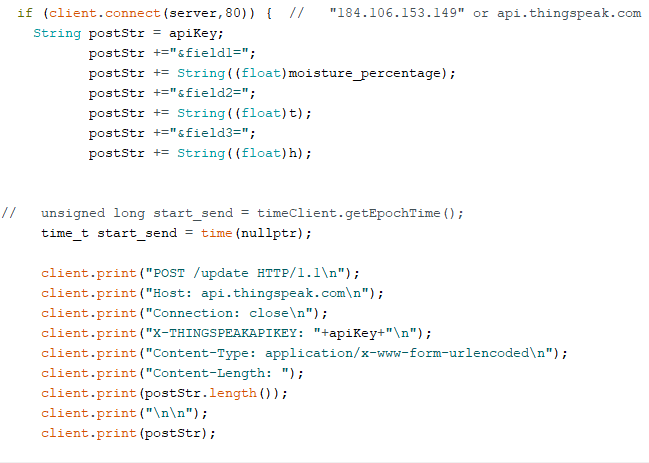 if (client.connect(server,80)) {  //   "184.106.153.149" or api.thingspeak.com
String postStr = apiKey;
postStr +="&field1=";
postStr += String((float)moisture_percentage);
postStr +="&field2=";
postStr += String((float)t);
postStr +="&field3=";
postStr += String((float)h);
//   unsigned long start_send = timeClient.getEpochTime();
time_t start_send = time(nullptr);
client.print("POST /update HTTP/1.1\n");
client.print("Host: api.thingspeak.com\n");
client.print("Connection: close\n");
client.print("X-THINGSPEAKAPIKEY: "+apiKey+"\n");
client.print("Content-Type: application/x-www-form-urlencoded\n");
client.print("Content-Length: ");
client.print(postStr.length());
client.print("\n\n");
client.print(postStr);